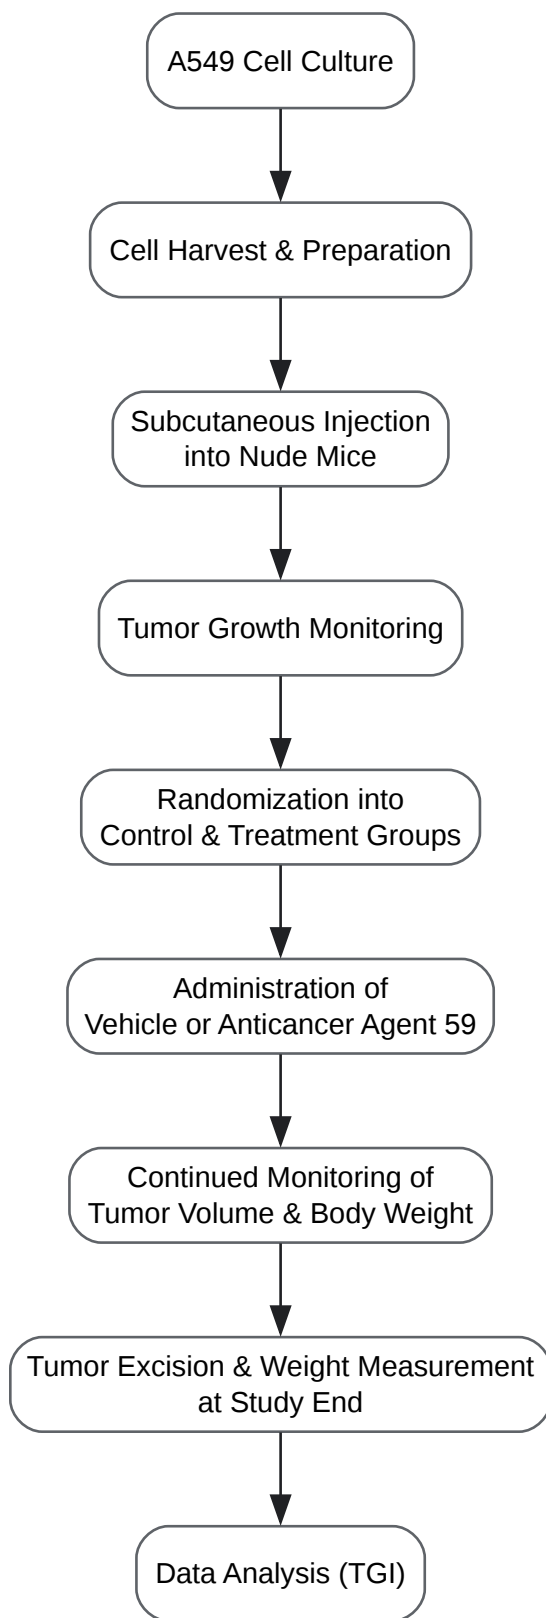 A549 Cell Culture
Cell Harvest & Preparation
Subcutaneous Injection
into Nude Mice
Tumor Growth Monitoring
Randomization into
Control & Treatment Groups
Administration of
Vehicle or Anticancer Agent 59
Continued Monitoring of
Tumor Volume & Body Weight
Tumor Excision & Weight Measurement
at Study End
Data Analysis (TGI)